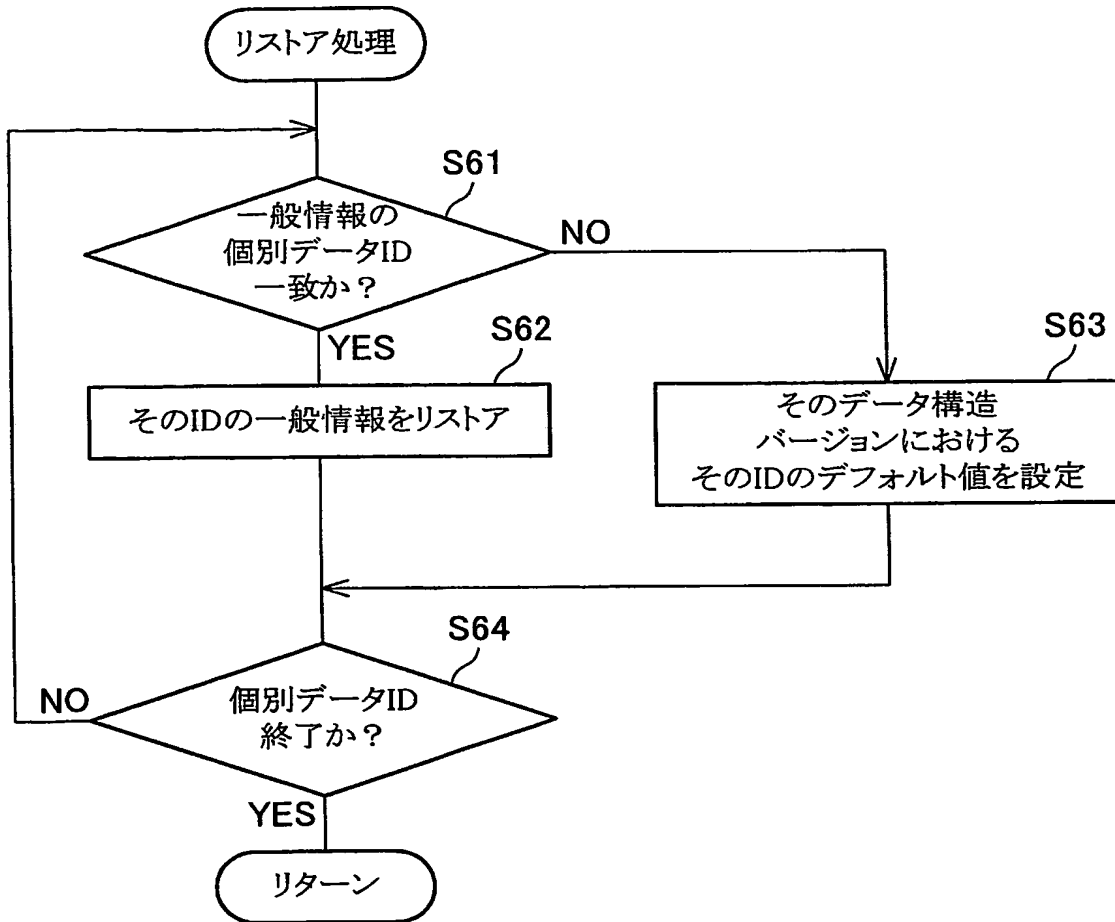 リストア処理
S61
一般情報の
個別データID
一致か？
NO
YES
S62
そのIDの一般情報をリストア
S63
そのデータ構造
バージョンにおける
そのIDのデフォルト値を設定
S64
個別データID
終了か？
NO
YES
リターン